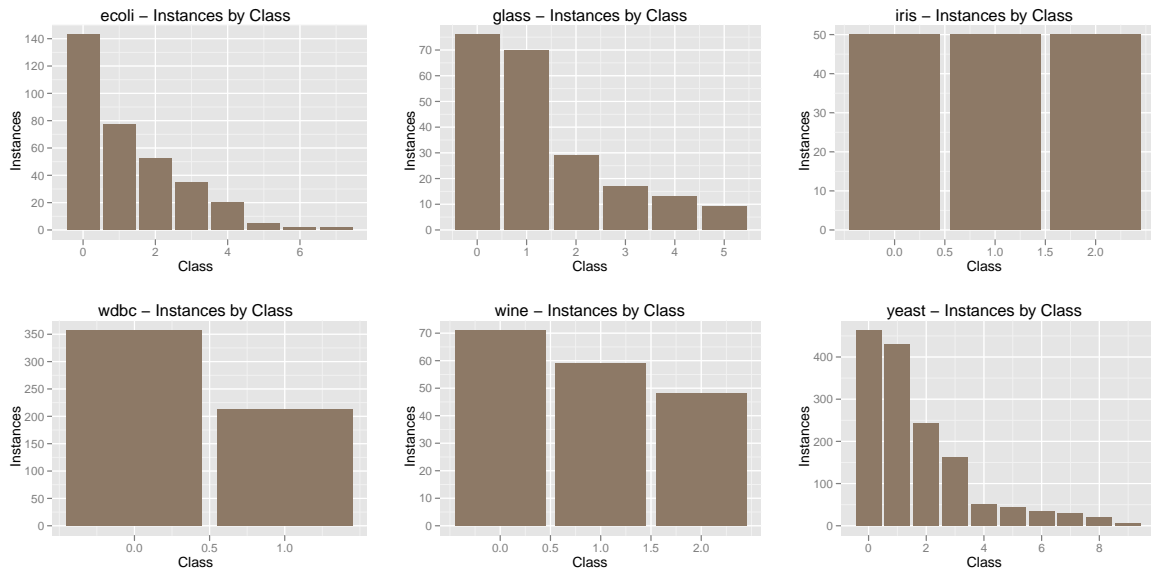 ecoli − Instances by Class
140
120
100
80
60
40
20
0
Instances
0 2 4 6
Class
glass − Instances by Class
70
60
50
40
30
20
10
0
Instances
0 1 2 3 4 5
Class
iris − Instances by Class
50
40
30
20
10
0
Instances
0.0 0.5 1.0 1.5 2.0
Class
wdbc − Instances by Class
350
300
250
200
150
100
50
0
Instances
0.0 0.5 1.0
Class
wine − Instances by Class
70
60
50
40
30
20
10
0
Instances
0.0 0.5 1.0 1.5 2.0
Class
yeast − Instances by Class
400
300
200
100
0
Instances
0 2 4 6 8
Class